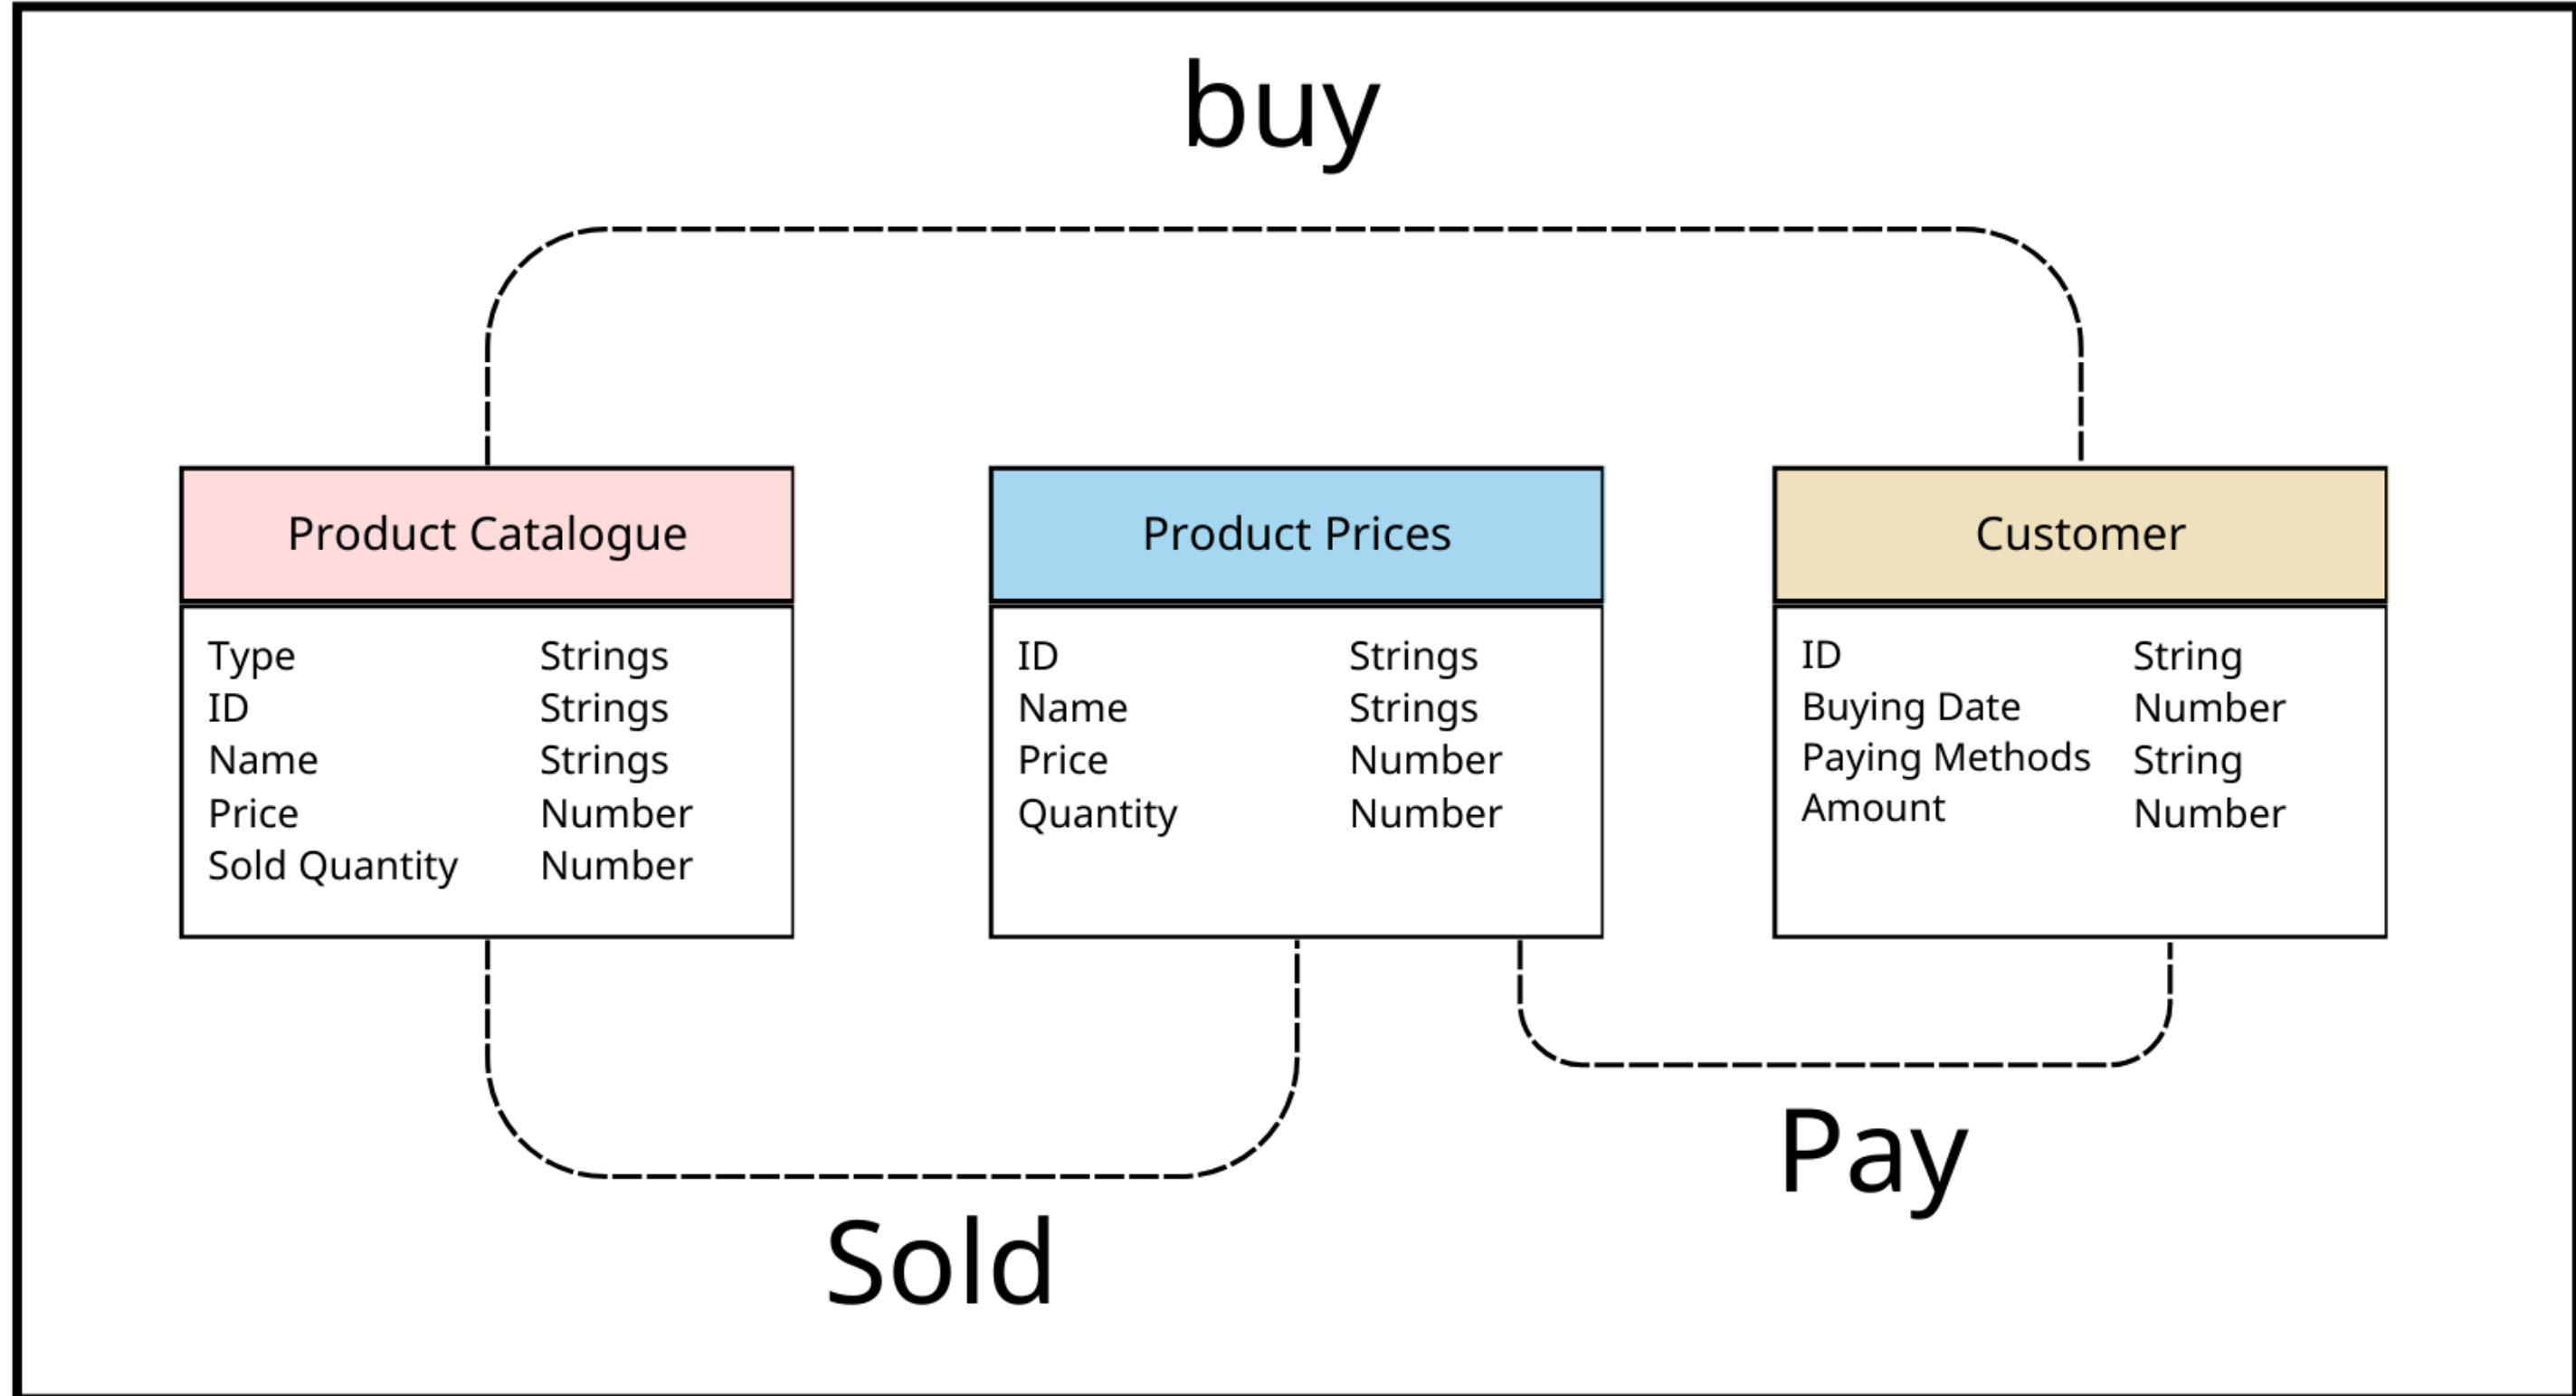 buy
Product Catalogue
Type Strings
ID Strings
Name Strings
Price Number
Sold Quantity Number
Product Prices
ID Strings
Name Strings
Price Number
Quantity Number
Customer
ID String
Buying Date Number
Paying Methods String
Amount Number
Sold
Pay